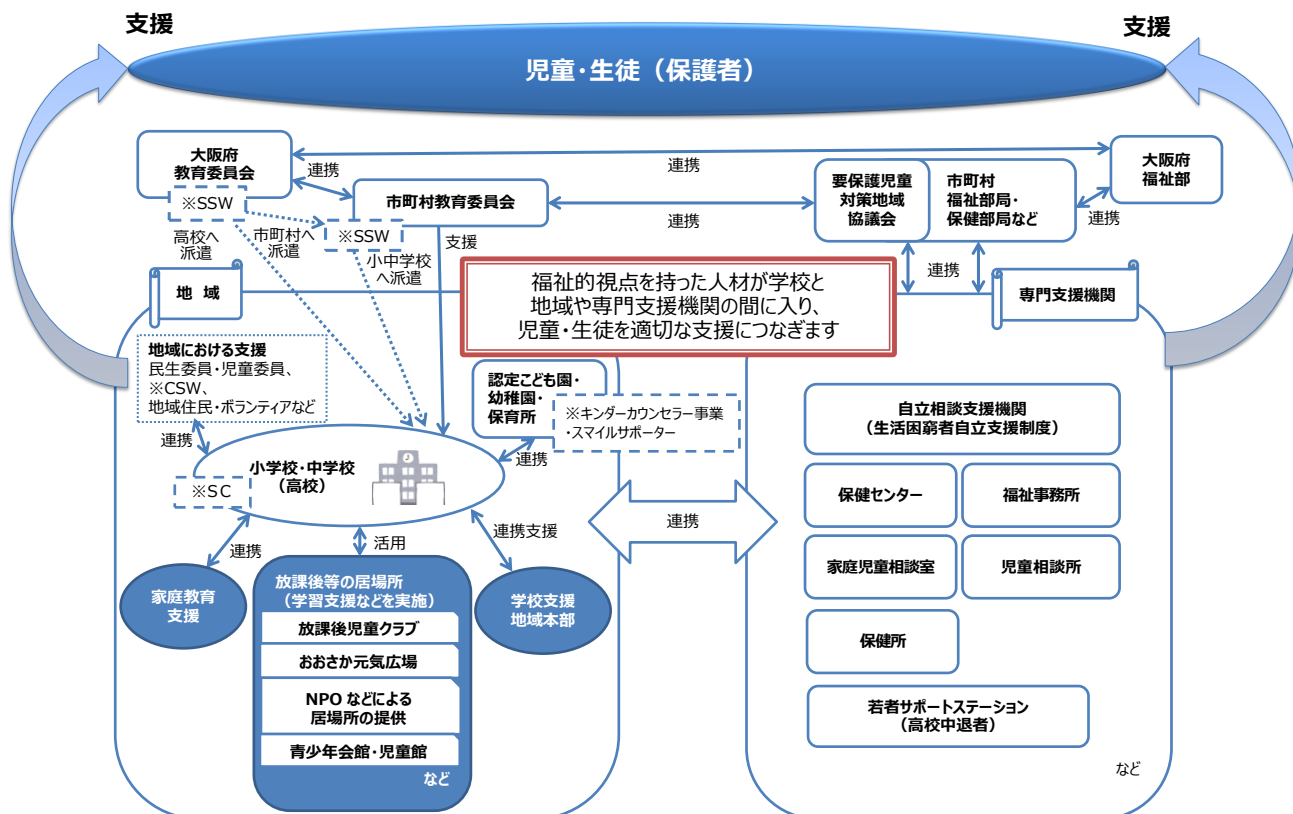 支援
支援
児童・生徒（保護者）
大阪府
教育委員会
連携
連携
大阪府
福祉部
※SSW
市町村教育委員会
連携
要保護児童
対策地域
協議会
市町村
福祉部局・
保健部局など
連携
高校へ
派遣
市町村へ
派遣
※SSW
小中学校
へ派遣
支援
連携
地 域
福祉的視点を持った人材が学校と
地域や専門支援機関の間に入り、
児童・生徒を適切な支援につなぎます
専門支援機関
地域における支援
民生委員・児童委員、
※CSW、
地域住民・ボランティアなど
連携
認定こども園・
幼稚園・
保育所
※キンダーカウンセラー事業
・スマイルサポーター
連携
小学校・中学校
（高校）
※ＳＣ
連携
活用
連携支援
連携
家庭教育
支援
放課後等の居場所
（学習支援などを実施）
放課後児童クラブ
おおさか元気広場
NPO などによる
居場所の提供
青少年会館・児童館
など
学校支援
地域本部
自立相談支援機関
（生活困窮者自立支援制度）
保健センター
福祉事務所
家庭児童相談室
児童相談所
保健所
若者サポートステーション
（高校中退者）
など